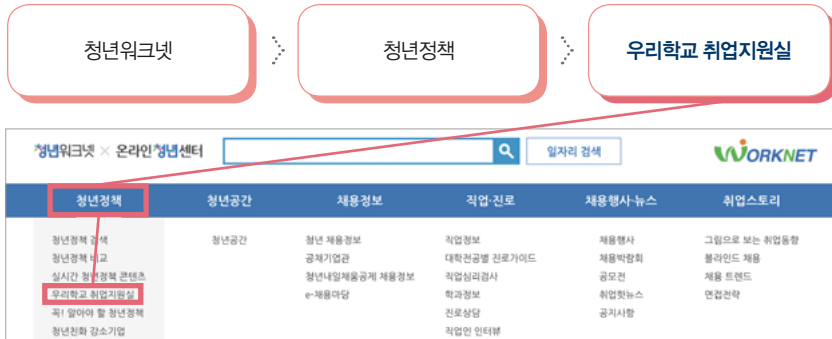 청년워크넷 청년정책 우리학교 취업지원실
청년워크넷 × 온라인청년센터 일자리 검색 WORKNET
청년정책 청년공간 채용정보 직업·진로 채용행사·뉴스 취업스토리
청년정책 검색 청년공간 청년 채용정보 직업정보 채용행사 그림으로 보는 취업동향
청년정책 비교 공채기업관 대학전공별 진로가이드 채용박람회 블라인드 채용
실시간 청년정책 콘텐츠 청년내일채움공제 채용정보 직업심리검사 공모전 채용 트렌드
우리학교 취업지원실 e-채용마당 학과정보 취업핫뉴스 면접전략
꼭! 알아야 할 청년정책 진로상담 공지사항
청년친화 강소기업 직업인 인터뷰